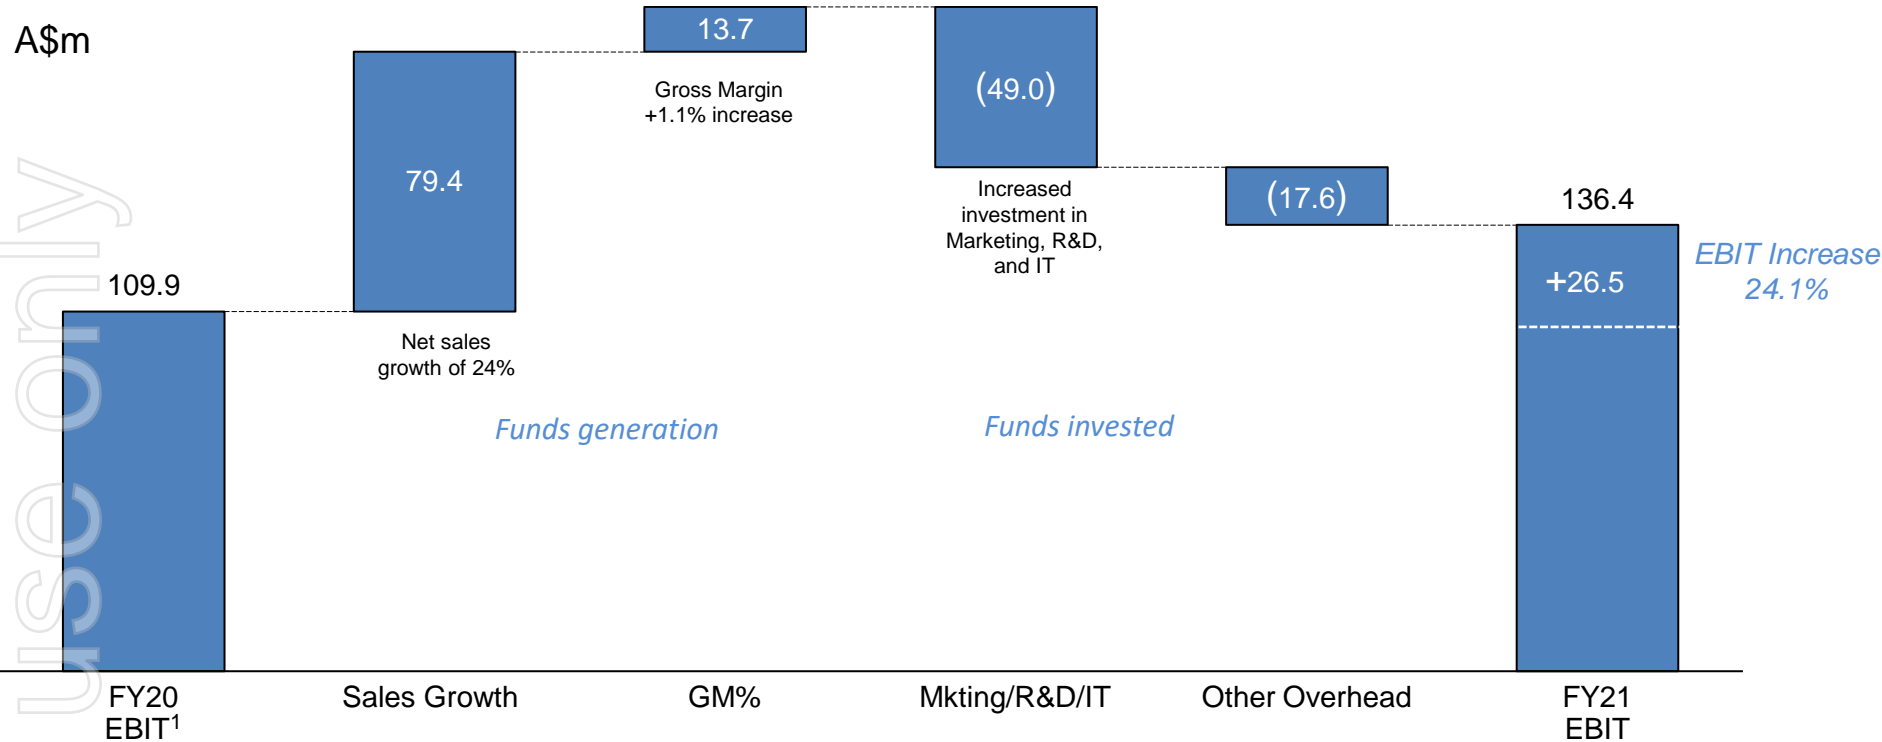 A$m
13.7
(49.0)
Gross Margin
+1.1% increase
79.4
Increased
investment in
Marketing, R&D,
and IT
(17.6)
136.4
EBIT Increase
24.1%
+26.5
109.9
Net sales
growth of 24%
Funds generation
Funds invested
use only
FY20
EBIT1
Sales Growth
GM%
Mkting/R&D/IT
Other Overhead
FY21
EBIT